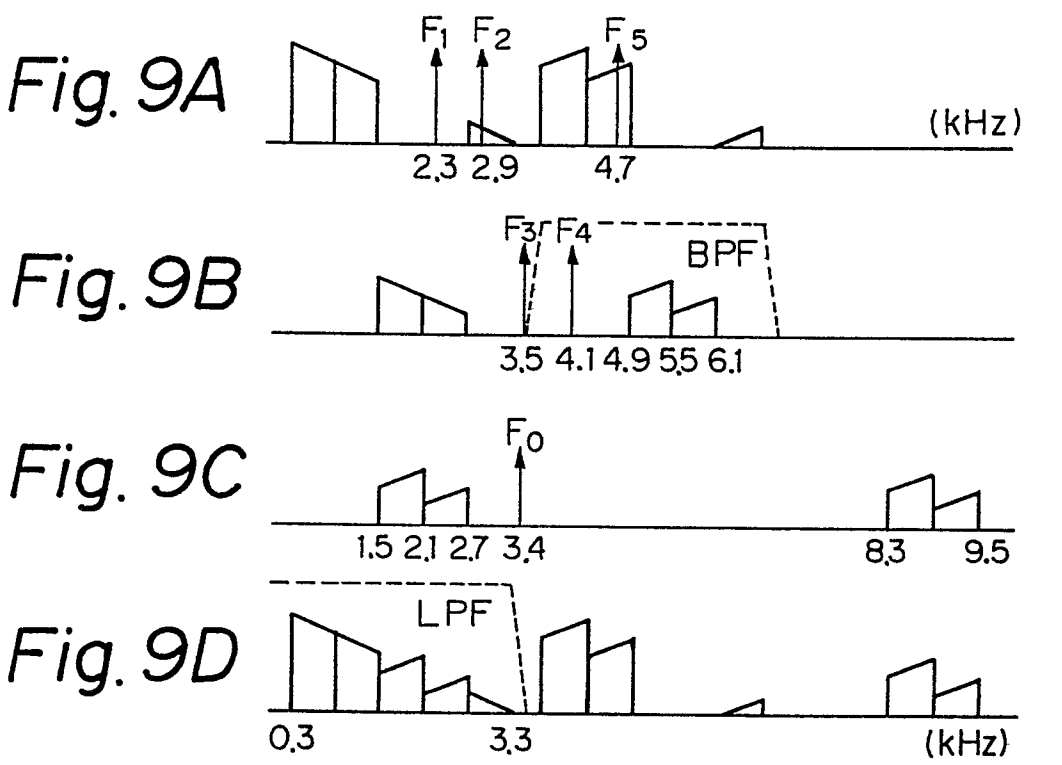 Fig. 9A
F1 F2 F5
(kHz)
2.3 2.9 4.7
Fig. 9B
F3 F4 BPF
3.5 4.1 4.9 5.5 6.1
Fig. 9C
F0
1.5 2.1 2.7 3.4 8.3 9.5
Fig. 9D
LPF
0.3 3.3 (kHz)